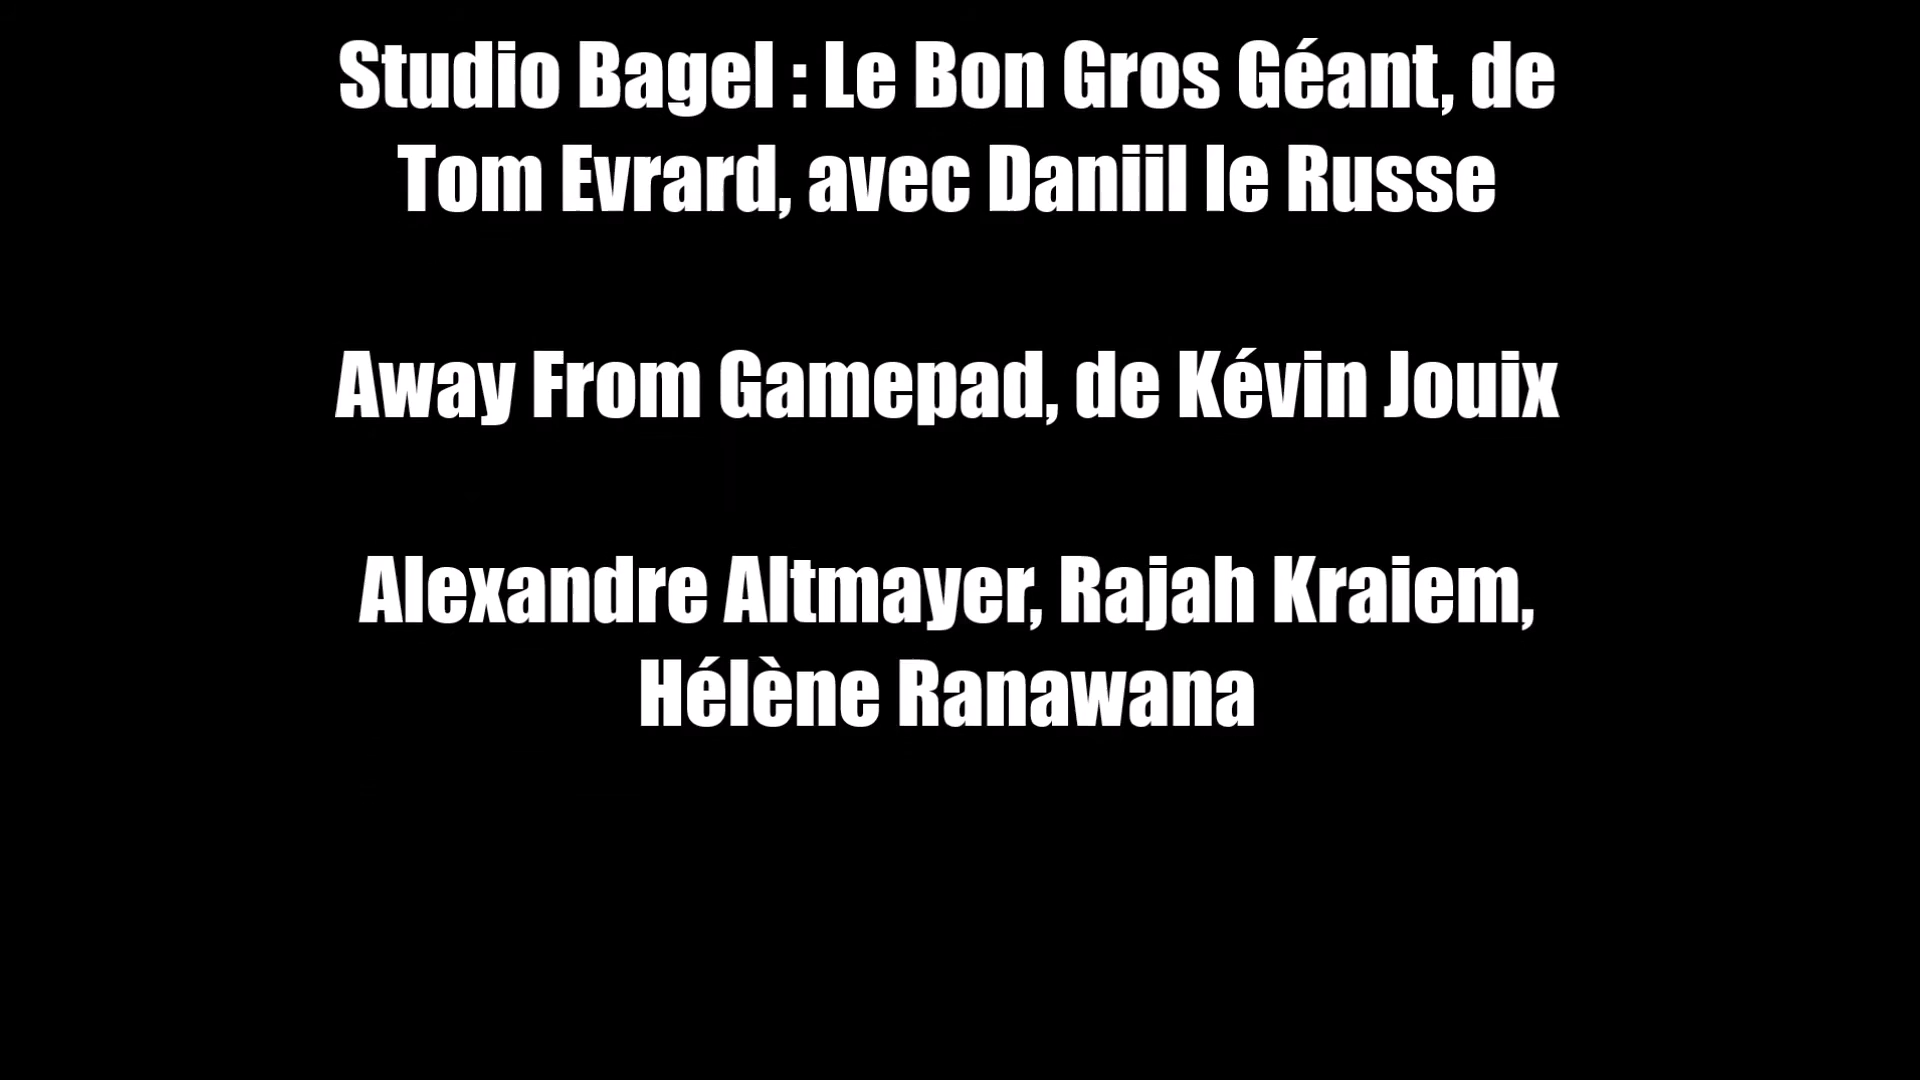 Studio Bagel : Le Bon Gros Géant, de
Tom Evrard, avec Daniil le Russe
Away From Gamepad, de Kévin Jouix
Alexandre Altmayer, Rajah Kraiem,
Hélène Ranawana